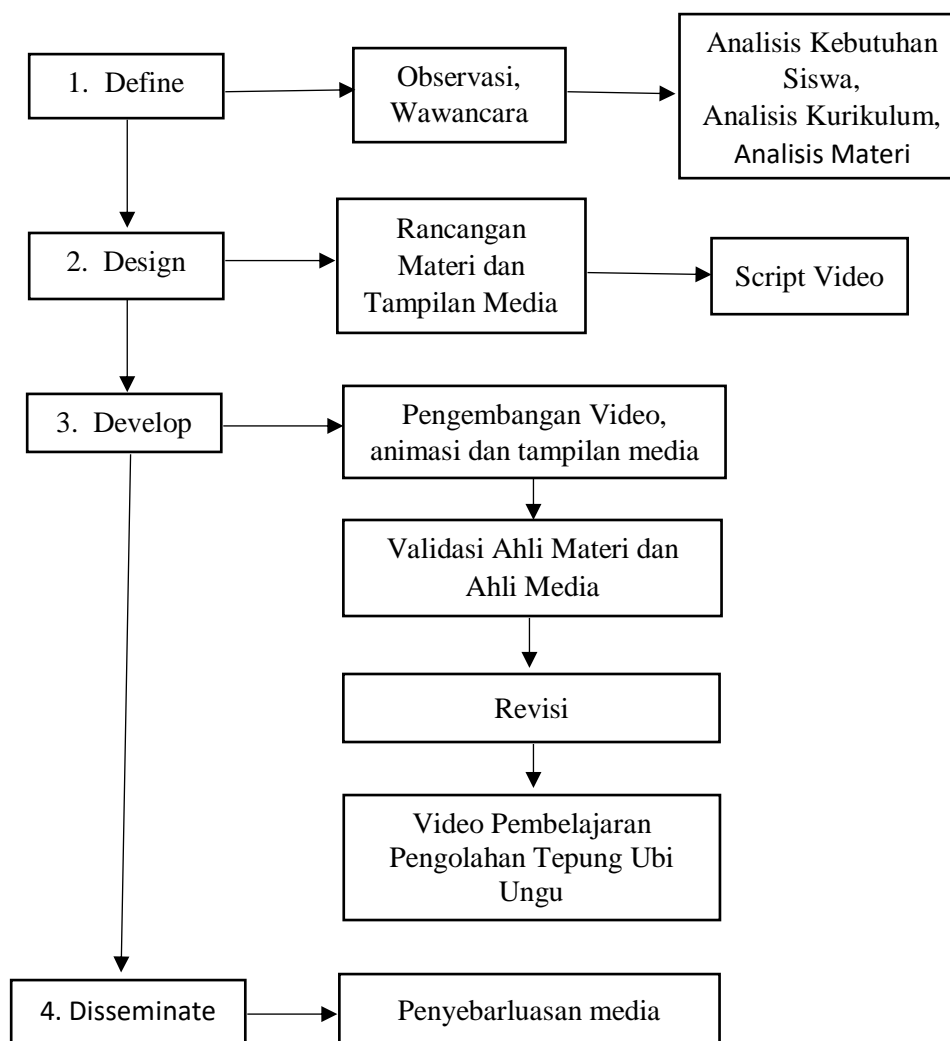 1. Define
Observasi,
Wawancara
Analisis Kebutuhan
Siswa,
Analisis Kurikulum,
Analisis Materi
2. Design
Rancangan
Materi dan
Tampilan Media
Script Video
3. Develop
Pengembangan Video,
animasi dan tampilan media
Validasi Ahli Materi dan
Ahli Media
Revisi
Video Pembelajaran
Pengolahan Tepung Ubi
Ungu
4. Disseminate
Penyebarluasan media